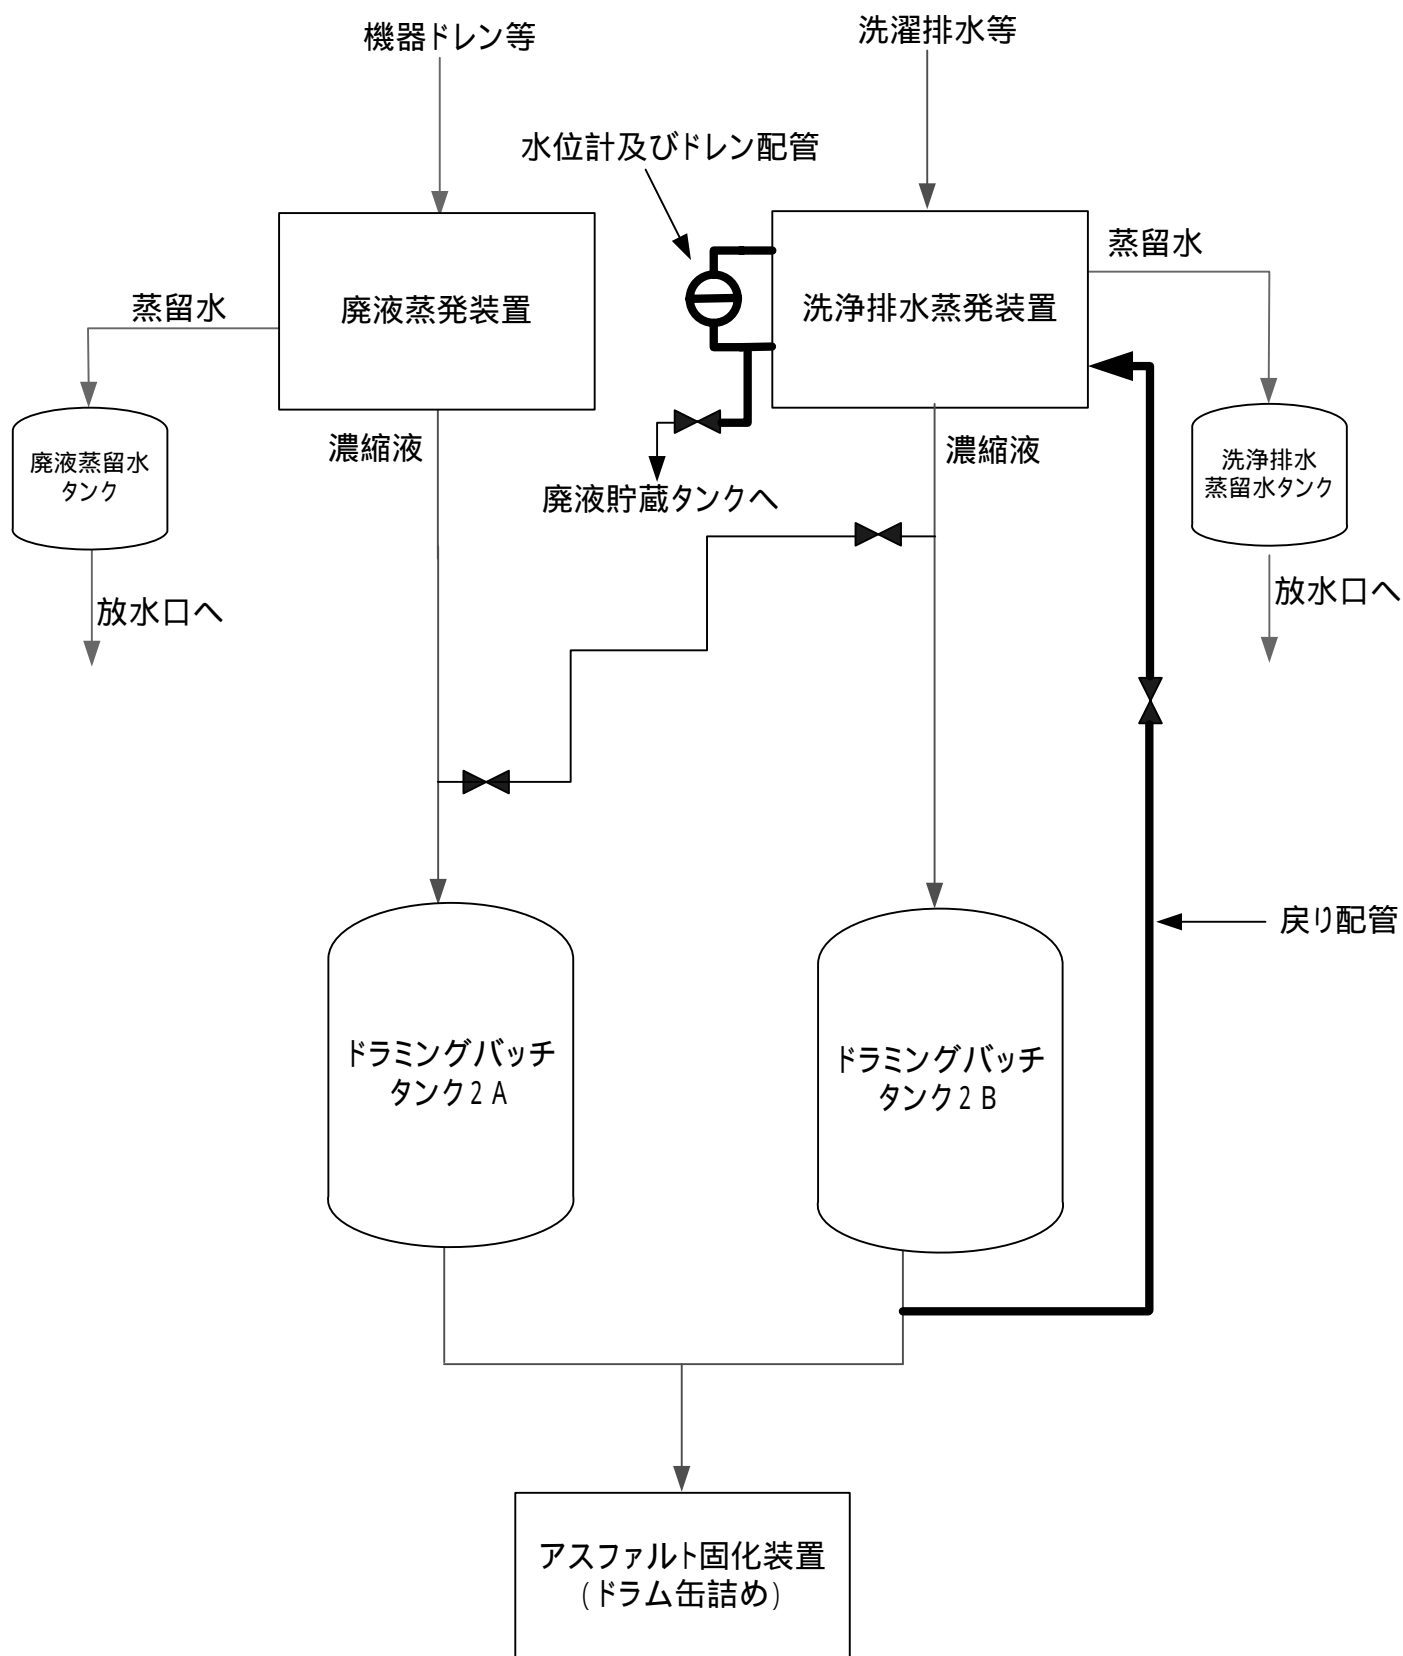 機器ドレン等
洗濯排水等
水位計及びドレン配管
蒸留水
蒸留水
廃液蒸発装置
洗浄排水蒸発装置
濃縮液
濃縮液
廃液蒸留水
タンク
洗浄排水
蒸留水タンク
廃液貯蔵タンクへ
放水口へ
放水口へ
戻り配管
ドラミングバッチ
タンク2A
ドラミングバッチ
タンク2B
アスファルト固化装置
(ドラム缶詰め)